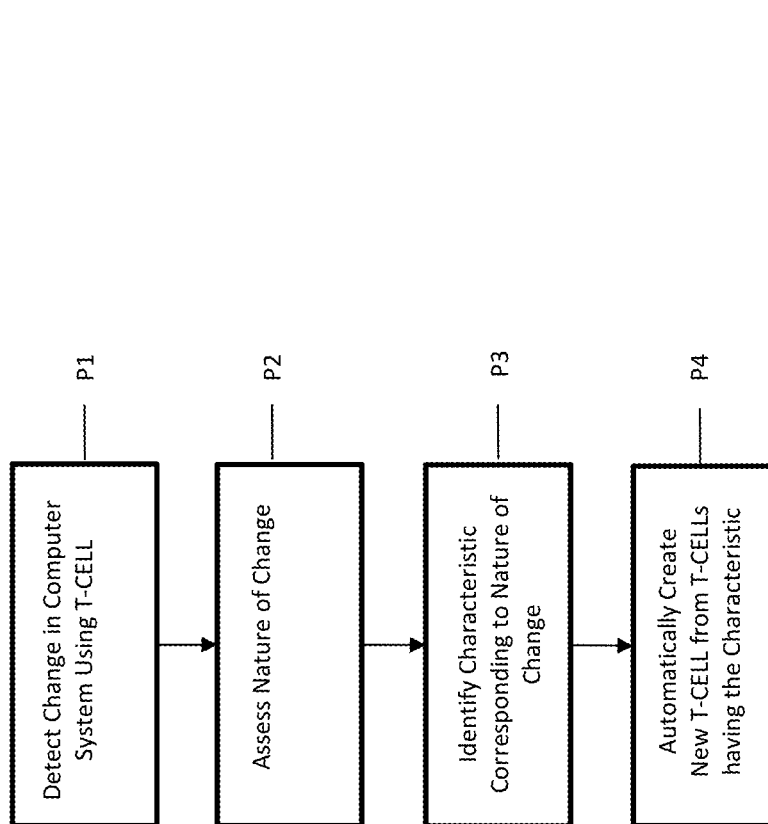 Detect Change in Computer
System Using T-CELL
P1
Assess Nature of Change
P2
Identify Characteristic
Corresponding to Nature of
Change
P3
Automatically Create
New T-CELL from T-CELLs
having the Characteristic
P4